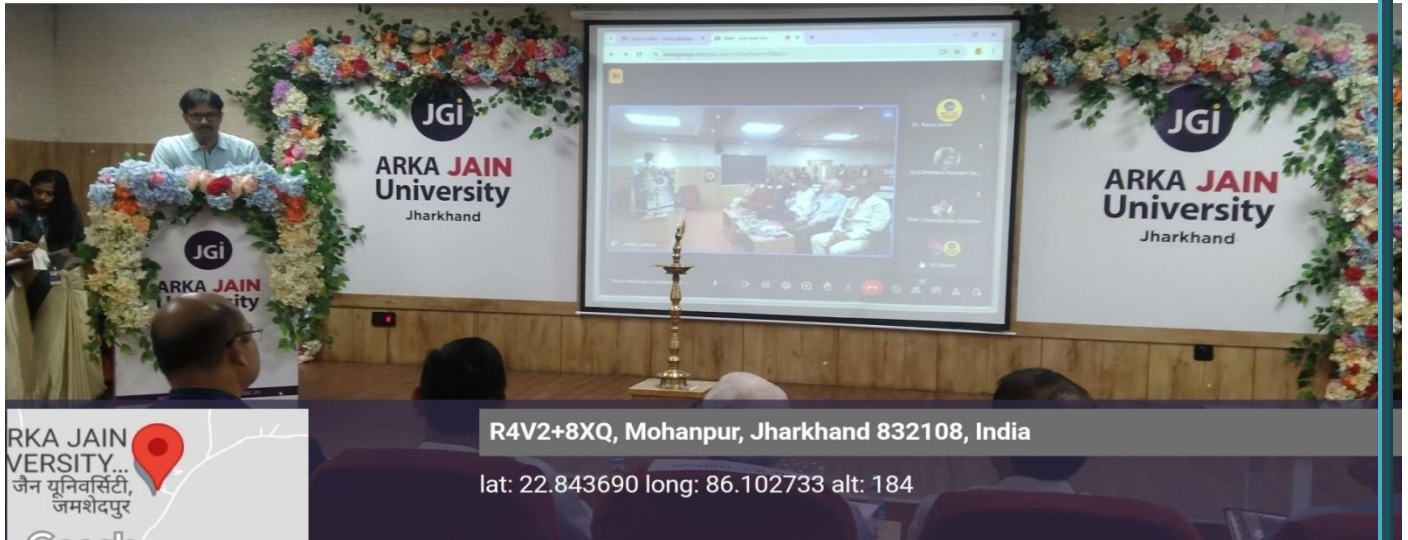 JGi
ARKA JAIN
University
Jharkhand
JGi
ARKA JAIN
JGi
ARKA JAIN
University
Jharkhand
RKA JAIN
VERSITY...
जैन यूनिवर्सिटी,
जमशेदपुर
R4V2+8XQ, Mohanpur, Jharkhand 832108, India
lat: 22.843690 long: 86.102733 alt: 184